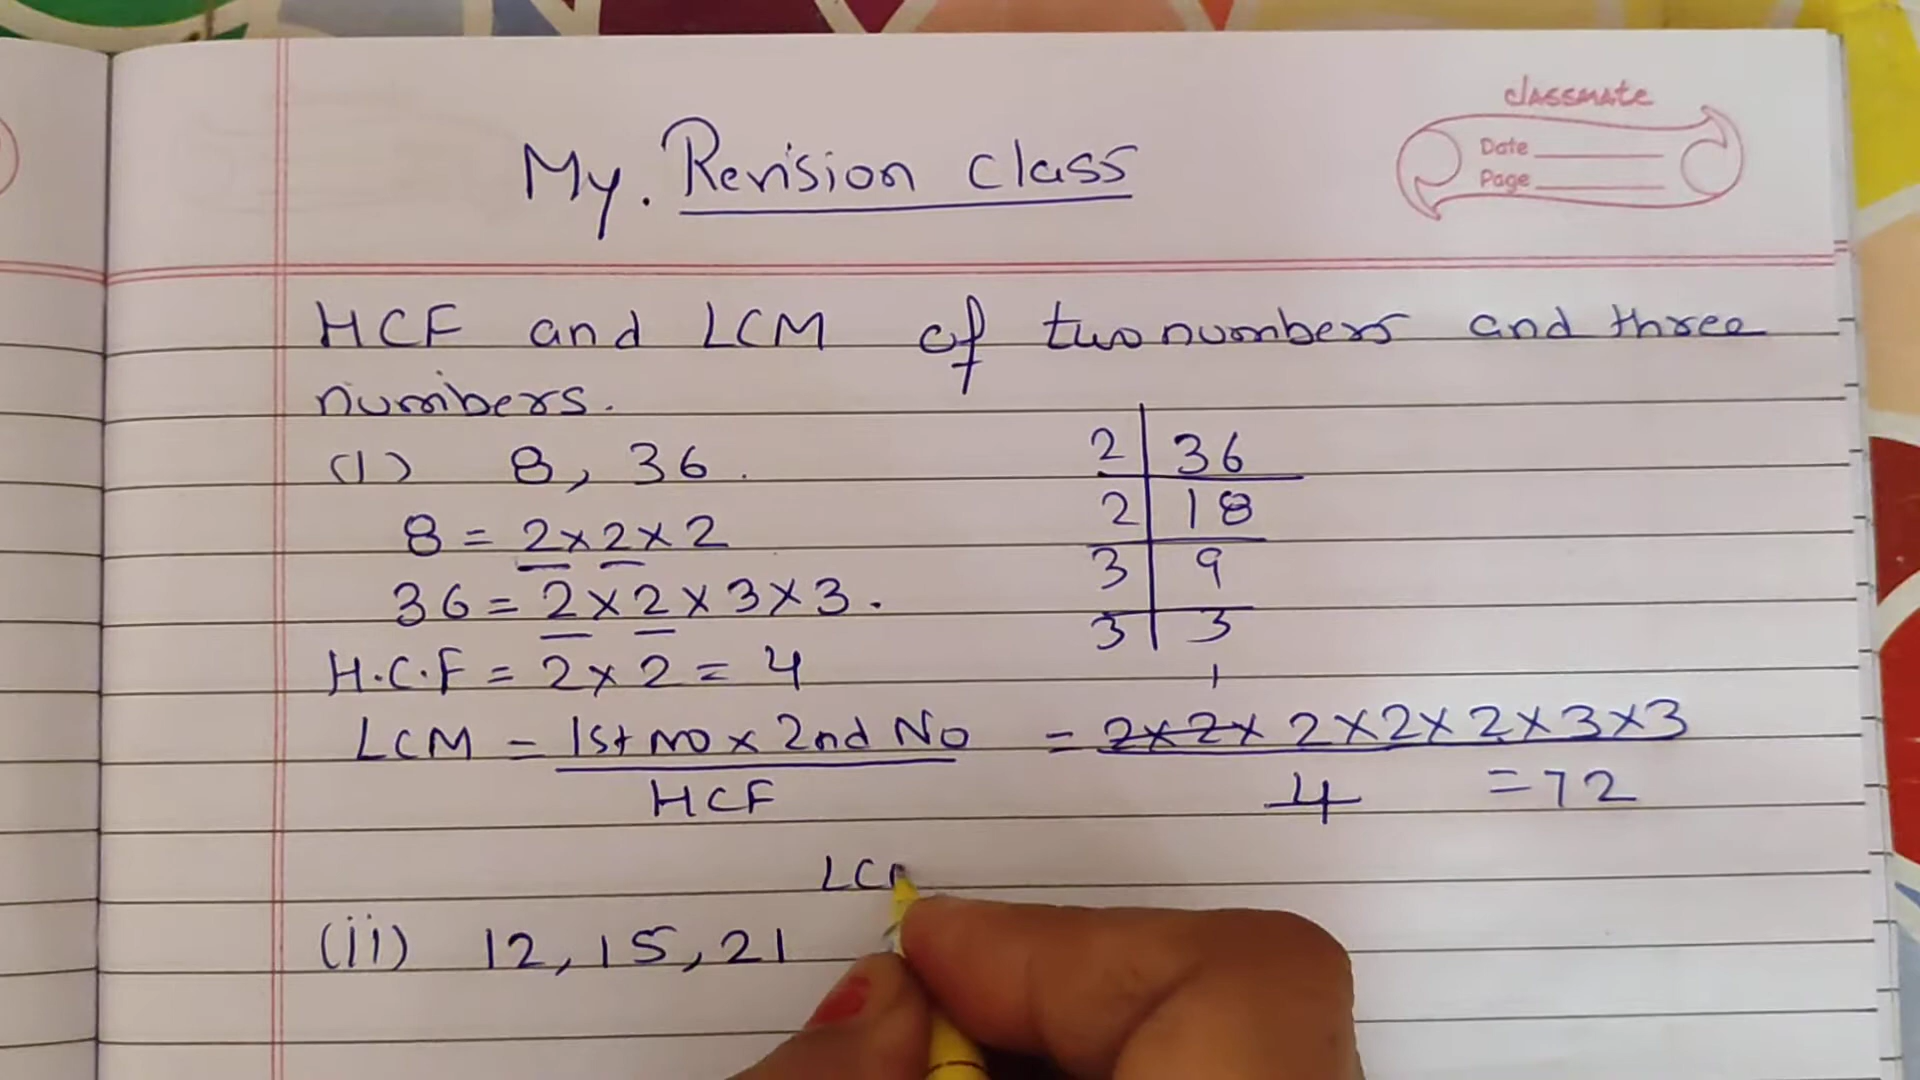 classmate
Date
Page
My. Revision class
HCF and LCM of two numbers and three
numbers.
(1) 8, 36.
8 = 2×2×2
36 = 2×2×3×3.
H.C.F = 2×2 = 4
LCM = 1st no × 2nd No = 2×2×2×2×2×3×3
HCF 4 = 72
2 36
2 18
3 9
3 3
1
LC
(ii) 12, 15, 21